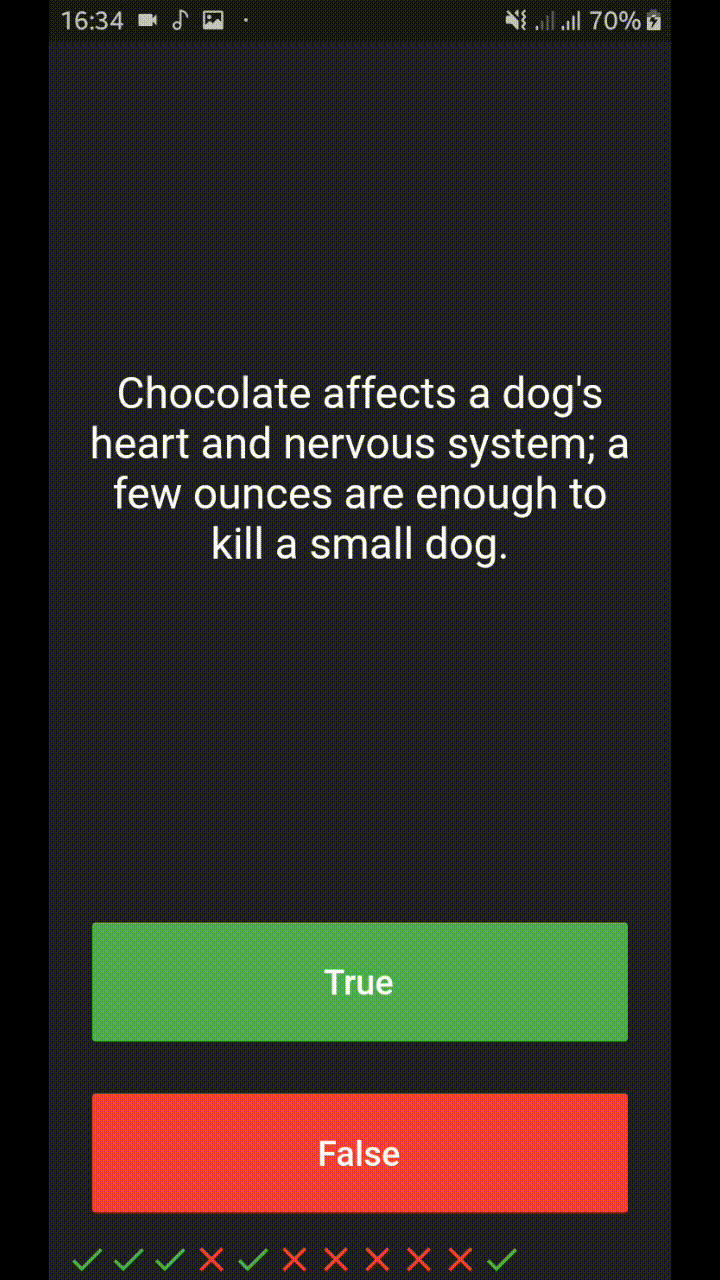 16:34 70%
Chocolate affects a dog's
heart and nervous system; a
few ounces are enough to
kill a small dog.
True
False